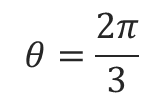 θ = 2π/3